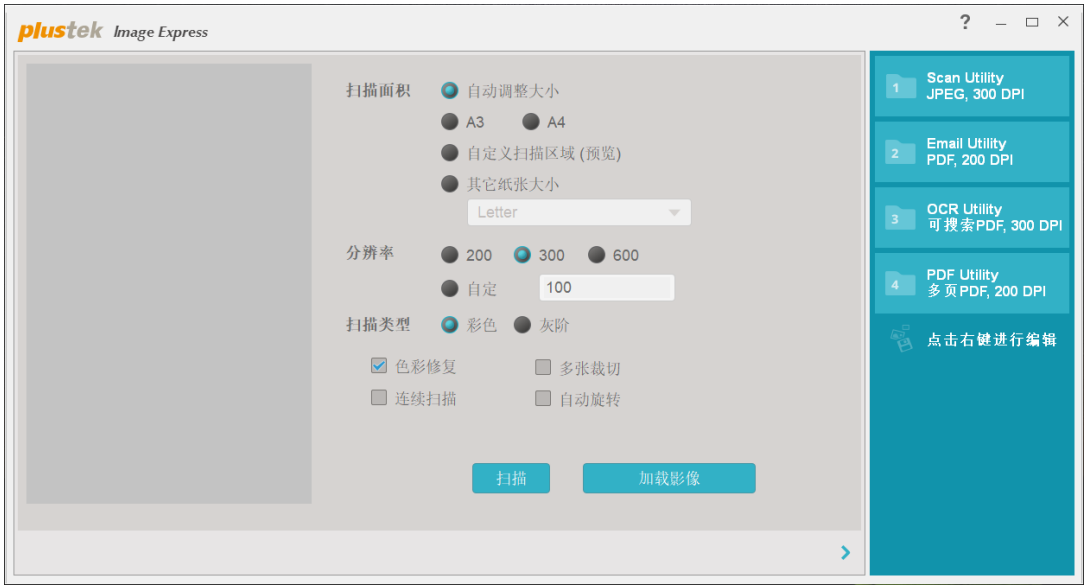 plustek Image Express
?
扫描面积
自动调整大小
A3
A4
自定义扫描区域 (预览)
其它纸张大小
Letter
分辨率
200
300
600
自定
100
扫描类型
彩色
灰阶
色彩修复
多张裁切
连续扫描
自动旋转
扫描
加载影像
1
Scan Utility
JPEG, 300 DPI
2
Email Utility
PDF, 200 DPI
3
OCR Utility
可搜索PDF, 300 DPI
4
PDF Utility
多页PDF, 200 DPI
点击右键进行编辑